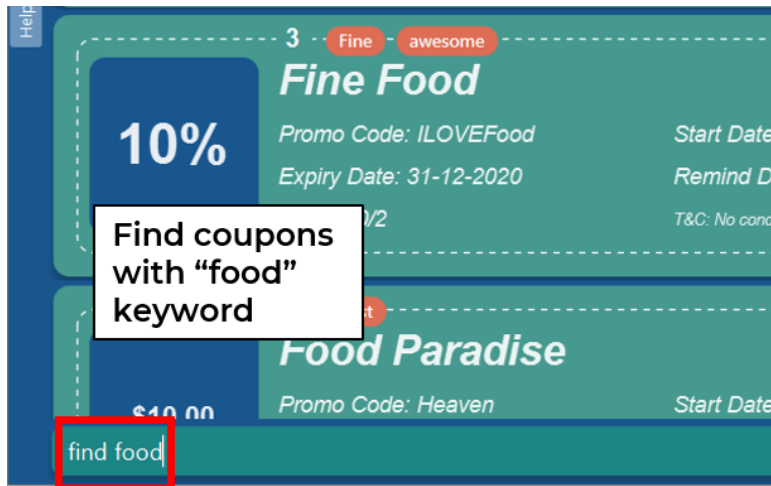 Help
3 Fine awesome
Fine Food
10%
Promo Code: ILOVEFood
Start Date
Expiry Date: 31-12-2020
Remind D
0/2
T&C: No cond
Find coupons
with “food”
keyword
Food Paradise
$10.00
Promo Code: Heaven
Start Date
find food